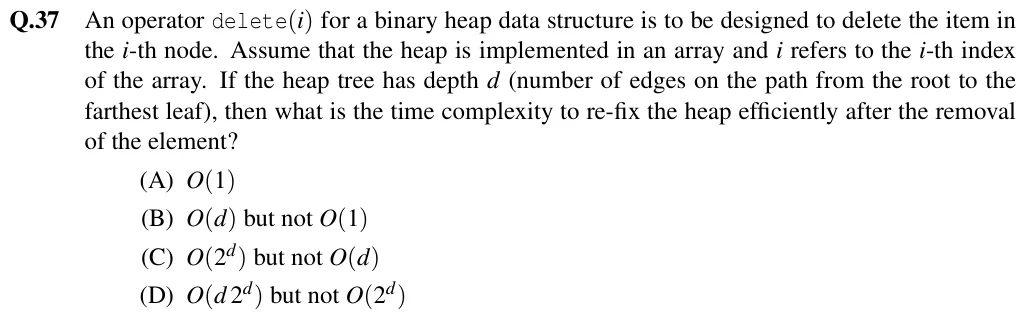 Q.37 An operator delete(i) for a binary heap data structure is to be designed to delete the item in
the i-th node. Assume that the heap is implemented in an array and i refers to the i-th index
of the array. If the heap tree has depth d (number of edges on the path from the root to the
farthest leaf), then what is the time complexity to re-fix the heap efficiently after the removal
of the element?
(A) O(1)
(B) O(d) but not O(1)
(C) O(2^d) but not O(d)
(D) O(d 2^d) but not O(2^d)